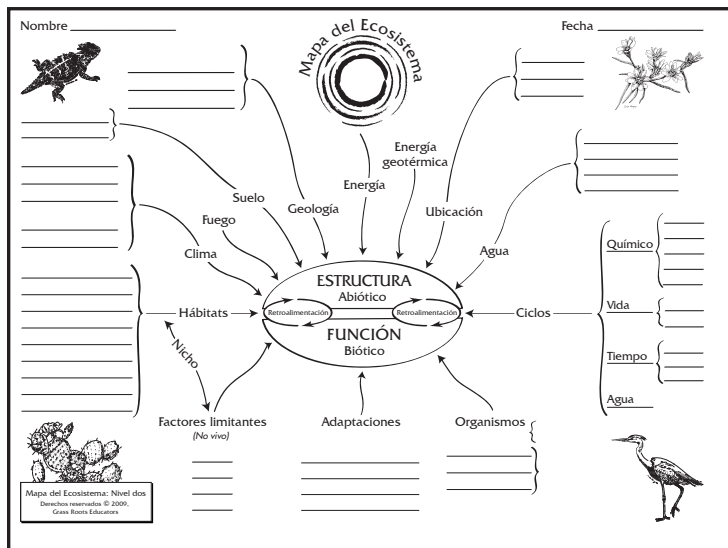 Nombre
Mapa del Ecosistema
Fecha
Energía
geotérmica
Energía
Suelo
Geología
Ubicación
Fuego
Clima
Agua
Químico
ESTRUCTURA
Abiótico
Hábitats
Retroalimentación
Retroalimentación
Ciclos
Vida
FUNCIÓN
Biótico
Nicho
Tiempo
Agua
Factores limitantes
(No vivo)
Adaptaciones
Organismos
Mapa del Ecosistema: Nivel dos
Derechos reservados © 2009,
Grass Roots Educators